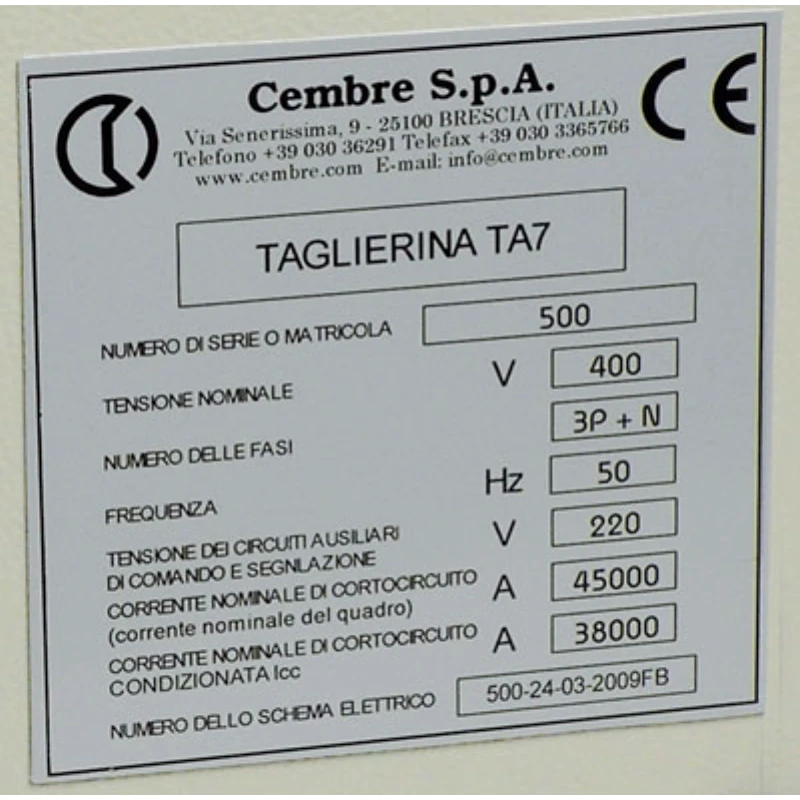 Cembre S.p.A.
CE
Via Senerissima, 9 - 25100 BRESCIA (ITALIA)
Telefono +39 030 36291 Telefax +39 030 3365766
www.cembre.com E-mail: info@cembre.com
TAGLIERINA TA7
NUMERO DI SERIE O MATRICOLA 500
TENSIONE NOMINALE V 400
NUMERO DELLE FASI 3P + N
FREQUENZA Hz 50
TENSIONE DEI CIRCUITI AUSILIARI V 220
DI COMANDO E SEGNLAZIONE
CORRENTE NOMINALE DI CORTOCIRCUITO A 45000
(corrente nominale del quadro)
CORRENTE NOMINALE DI CORTOCIRCUITO A 38000
CONDIZIONATA Icc
NUMERO DELLO SCHEMA ELETTRICO 500-24-03-2009FB